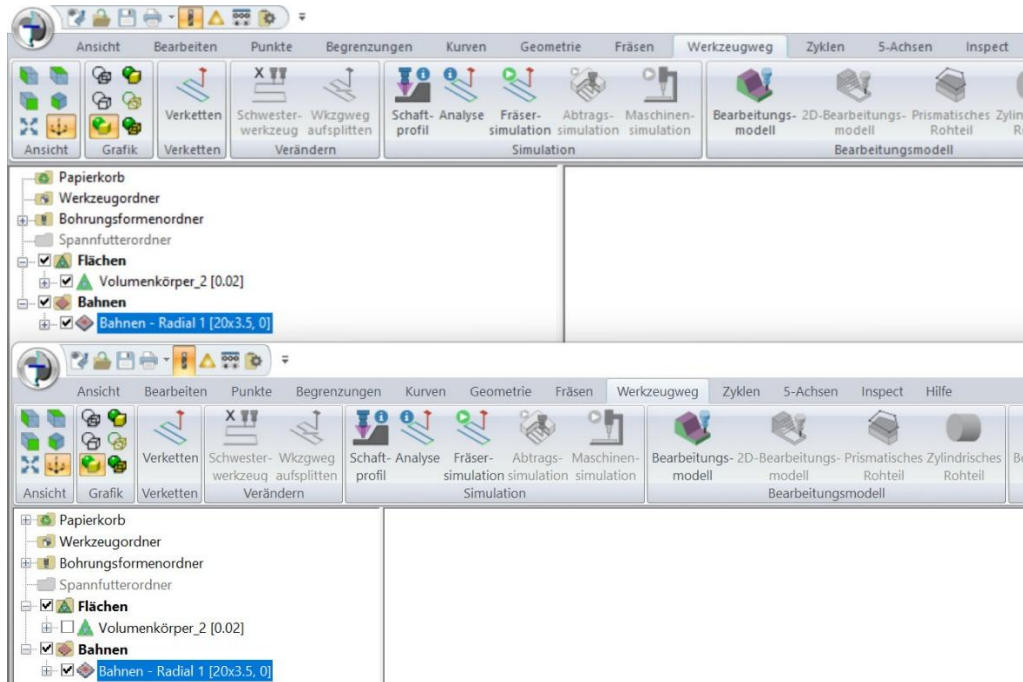 Ansicht Bearbeiten Punkte Begrenzungen Kurven Geometrie Fräsen Werkzeugweg Zyklen 5-Achsen Inspect
Verketten Schwester- Wkzgweg Schaft- Analyse Fräser- Abtrags- Maschinen- Bearbeitungs- 2D-Bearbeitungs- Prismatisches
werkzeug aufsplitten profil simulation simulation simulation modell modell Rohteil
Ansicht Grafik Verketten Verändern Simulation Bearbeitungsmodell
Papierkorb
Werkzeugordner
Bohrungsformenordner
Spannfutterordner
Flächen
Volumenkörper_2 [0.02]
Bahnen
Bahnen - Radial 1 [20x3.5, 0]
Ansicht Bearbeiten Punkte Begrenzungen Kurven Geometrie Fräsen Werkzeugweg Zyklen 5-Achsen Inspect Hilfe
Verketten Schwester- Wkzgweg Schaft- Analyse Fräser- Abtrags- Maschinen- Bearbeitungs- 2D-Bearbeitungs- Prismatisches Zylindrisches
werkzeug aufsplitten profil simulation simulation simulation modell modell Rohteil Rohteil
Ansicht Grafik Verketten Verändern Simulation Bearbeitungsmodell
Papierkorb
Werkzeugordner
Bohrungsformenordner
Spannfutterordner
Flächen
Volumenkörper_2 [0.02]
Bahnen
Bahnen - Radial 1 [20x3.5, 0]